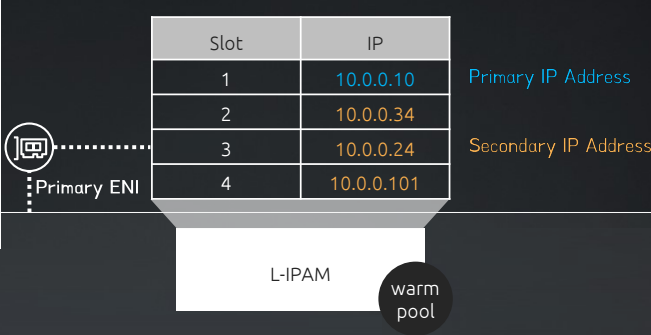 Slot IP
1 10.0.0.10 Primary IP Address
2 10.0.0.34
3 10.0.0.24 Secondary IP Address
4 10.0.0.101
Primary ENI
L-IPAM
warm
pool